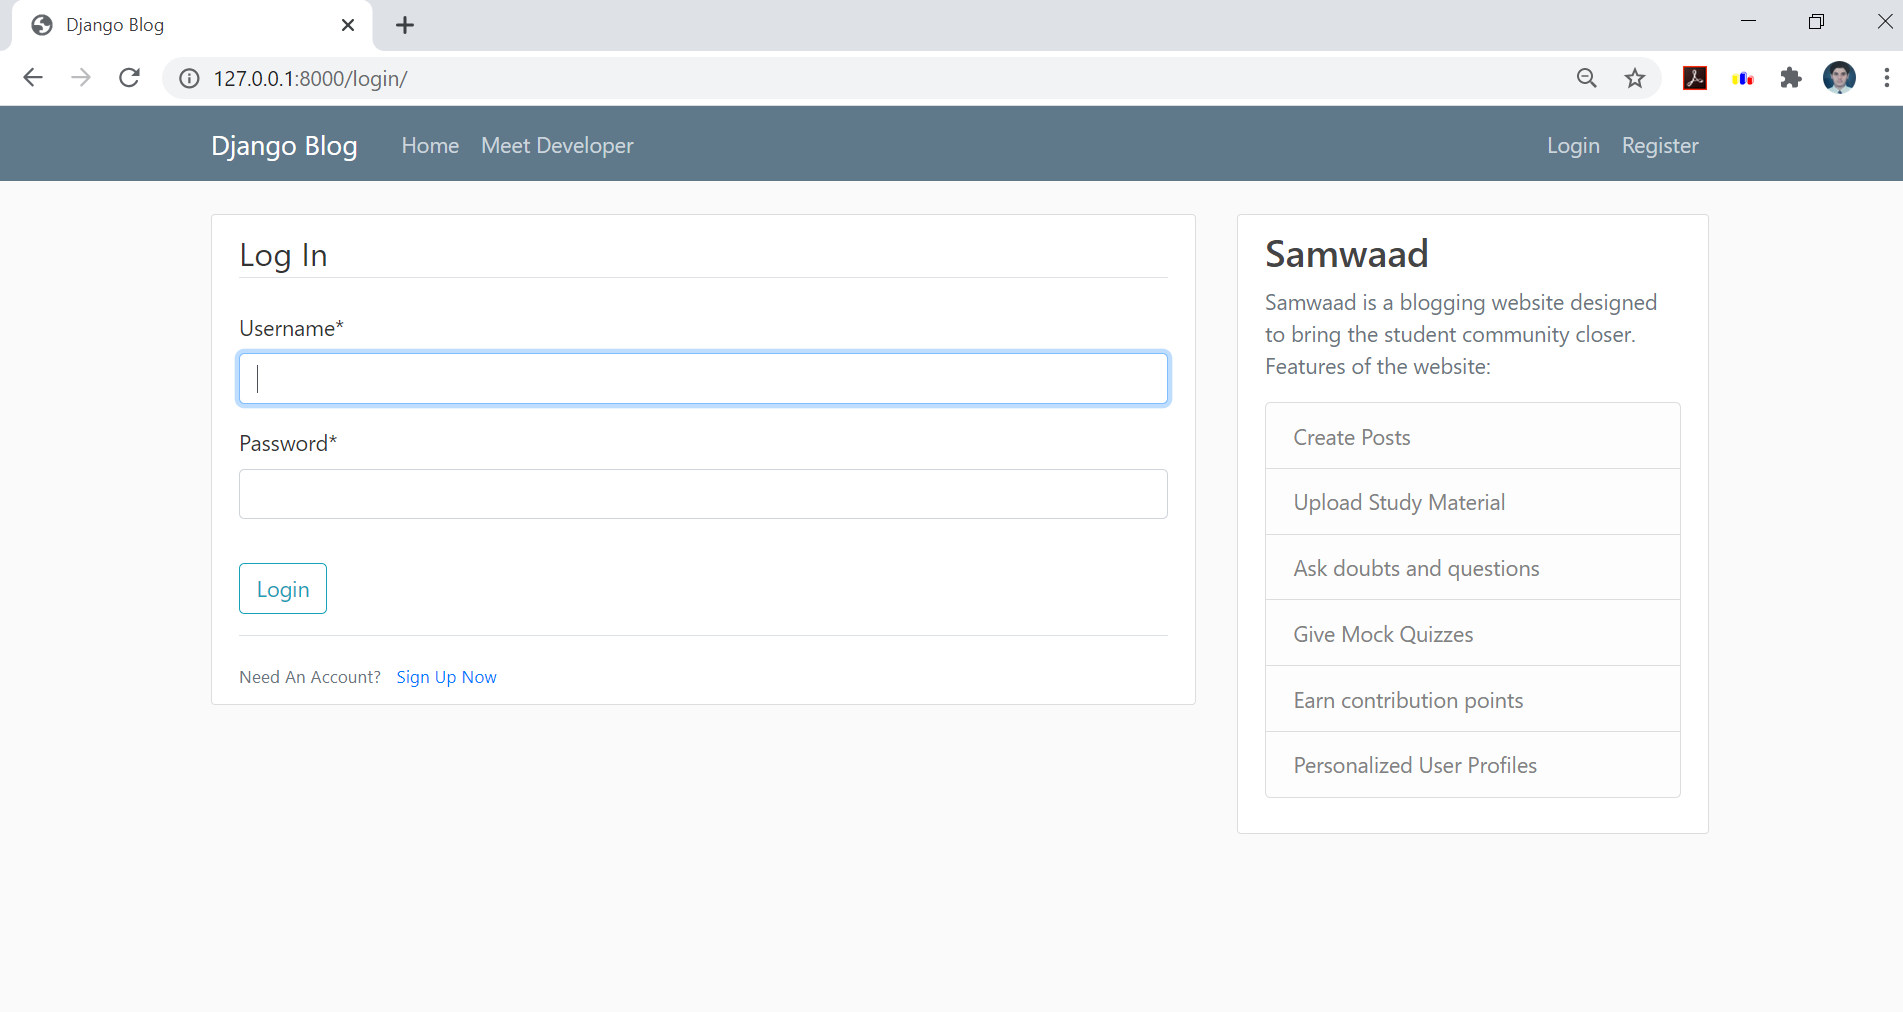 Django Blog
127.0.0.1:8000/login/
Django Blog Home Meet Developer Login Register
Log In
Username*
Password*
Login
Need An Account? Sign Up Now
Samwaad
Samwaad is a blogging website designed
to bring the student community closer.
Features of the website:
Create Posts
Upload Study Material
Ask doubts and questions
Give Mock Quizzes
Earn contribution points
Personalized User Profiles